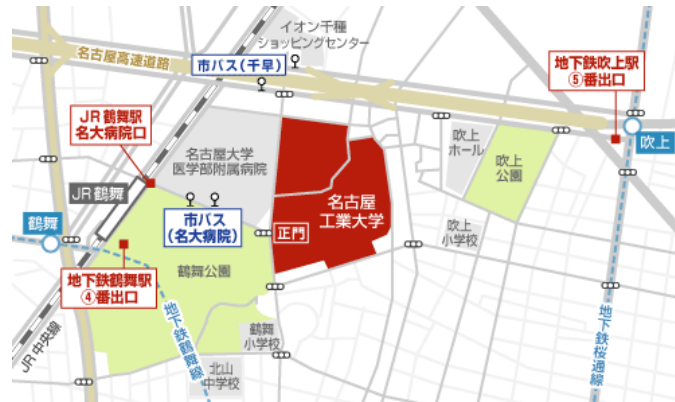 イオン千種
ショッピングセンター
名古屋高速道路
市バス(千早)
地下鉄吹上駅
⑤番出口
JR鶴舞駅
名大病院口
名古屋大学
医学部附属病院
吹上
ホール
吹上
吹上
公園
JR鶴舞
名古屋
工業大学
市バス
(名大病院)
鶴舞
正門
吹上
小学校
鶴舞公園
地下鉄鶴舞駅
④番出口
地下鉄鶴舞線
地下鉄桜通線
JR中央線
鶴舞
小学校
北山
中学校